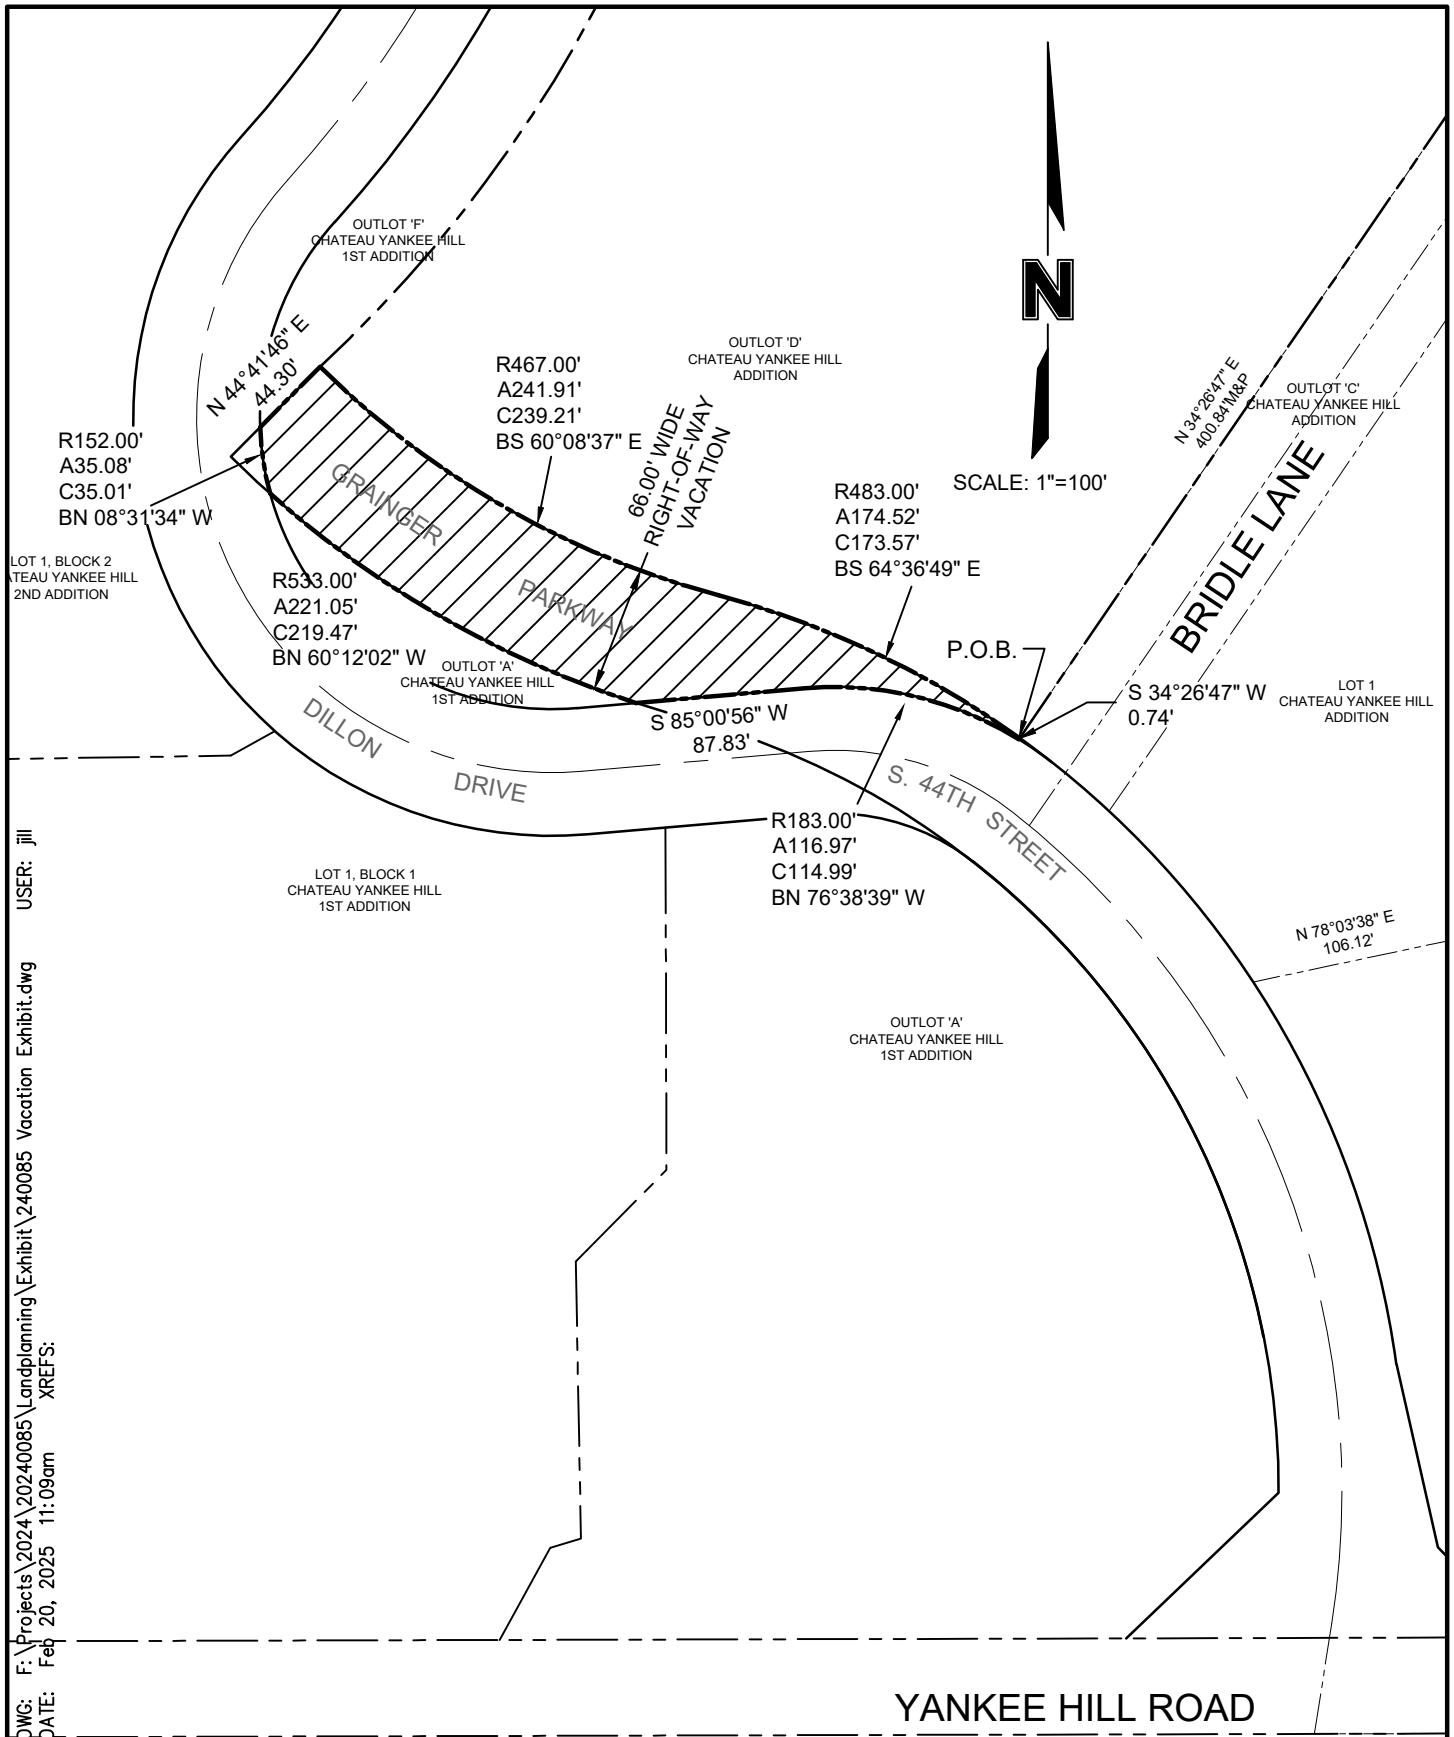 OUTLOT 'F'
CHATEAU YANKEE HILL
1ST ADDITION
N
SCALE: 1"=100'
OUTLOT 'D'
CHATEAU YANKEE HILL
ADDITION
N 44°41'46" E
44.30'
R467.00'
A241.91'
C239.21'
BS 60°08'37" E
66.00' WIDE
RIGHT-OF-WAY
VACATION
N 34°26'47" E
400.84'M&P
OUTLOT 'C'
CHATEAU YANKEE HILL
ADDITION
BRIDLE LANE
R152.00'
A35.08'
C35.01'
BN 08°31'34" W
GRAINGER
PARKWAY
R483.00'
A174.52'
C173.57'
BS 64°36'49" E
LOT 1, BLOCK 2
ATEAU YANKEE HILL
2ND ADDITION
R533.00'
A221.05'
C219.47'
BN 60°12'02" W
OUTLOT 'A'
CHATEAU YANKEE HILL
1ST ADDITION
P.O.B.
S 34°26'47" W
0.74'
LOT 1
CHATEAU YANKEE HILL
ADDITION
S 85°00'56" W
87.83'
DILLON
DRIVE
S. 44TH STREET
R183.00'
A116.97'
C114.99'
BN 76°38'39" W
LOT 1, BLOCK 1
CHATEAU YANKEE HILL
1ST ADDITION
N 78°03'38" E
106.12'
OUTLOT 'A'
CHATEAU YANKEE HILL
1ST ADDITION
YANKEE HILL ROAD
DWG: F:\Projects\2024\20240085\Landplanning\Exhibit\240085 Vacation Exhibit.dwg USER: jill
DATE: Feb 20, 2025 11:09am XREFS: